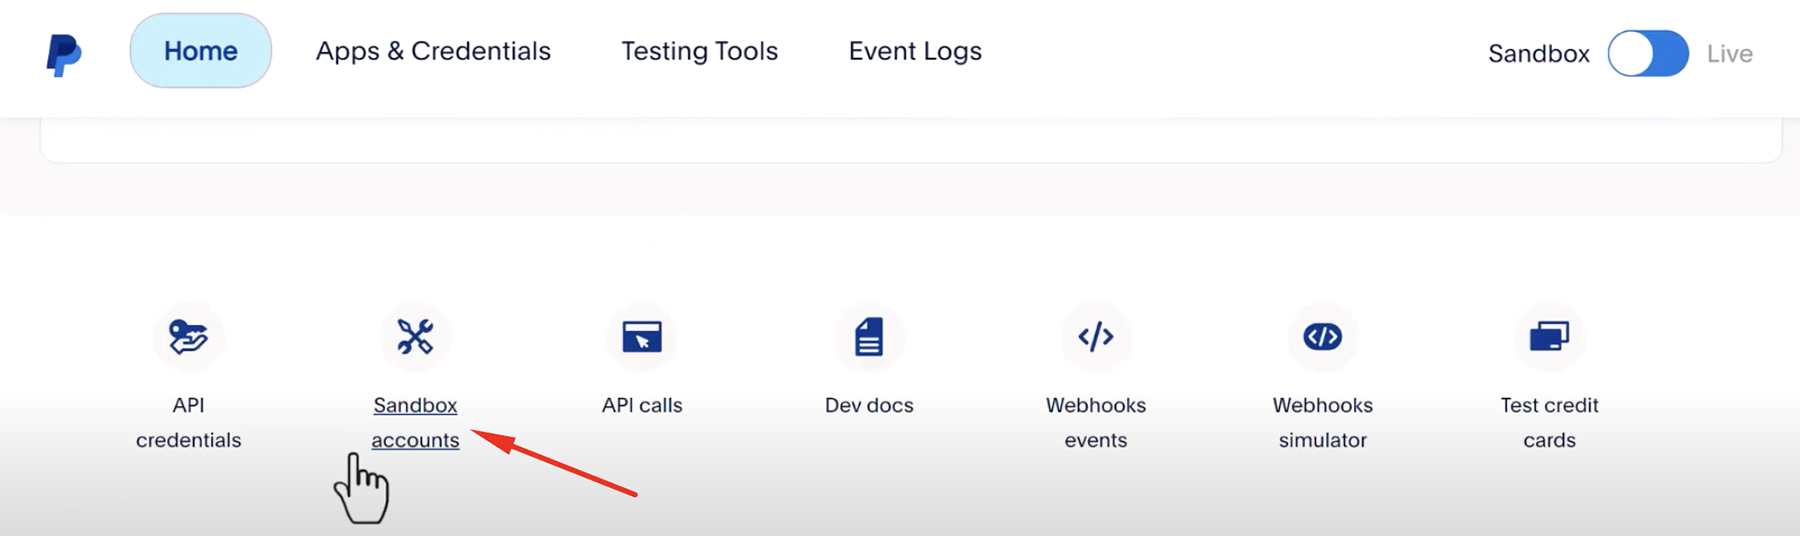 Home
Apps & Credentials
Testing Tools
Event Logs
Sandbox
Live
API
credentials
Sandbox
accounts
API calls
Dev docs
Webhooks
events
Webhooks
simulator
Test credit
cards